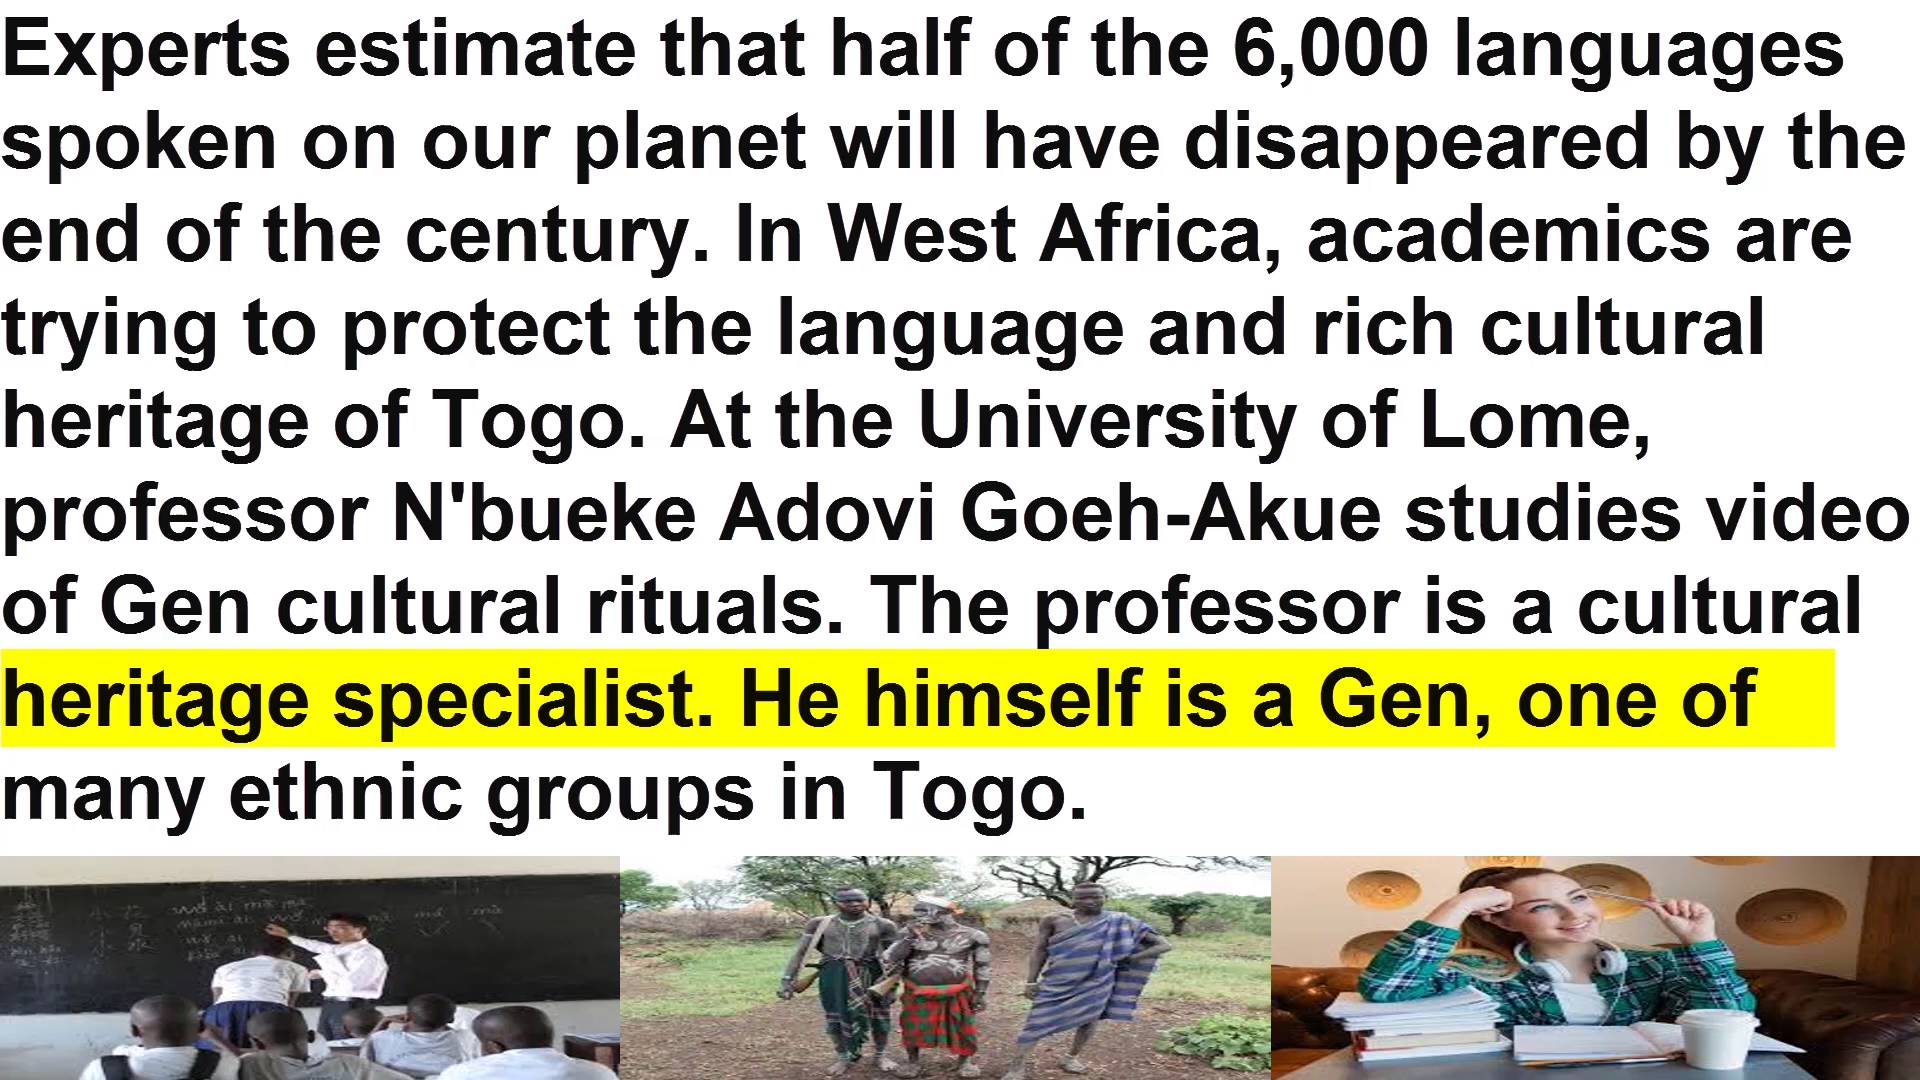 Experts estimate that half of the 6,000 languages
spoken on our planet will have disappeared by the
end of the century. In West Africa, academics are
trying to protect the language and rich cultural
heritage of Togo. At the University of Lome,
professor N'bueke Adovi Goeh-Akue studies video
of Gen cultural rituals. The professor is a cultural
heritage specialist. He himself is a Gen, one of
many ethnic groups in Togo.